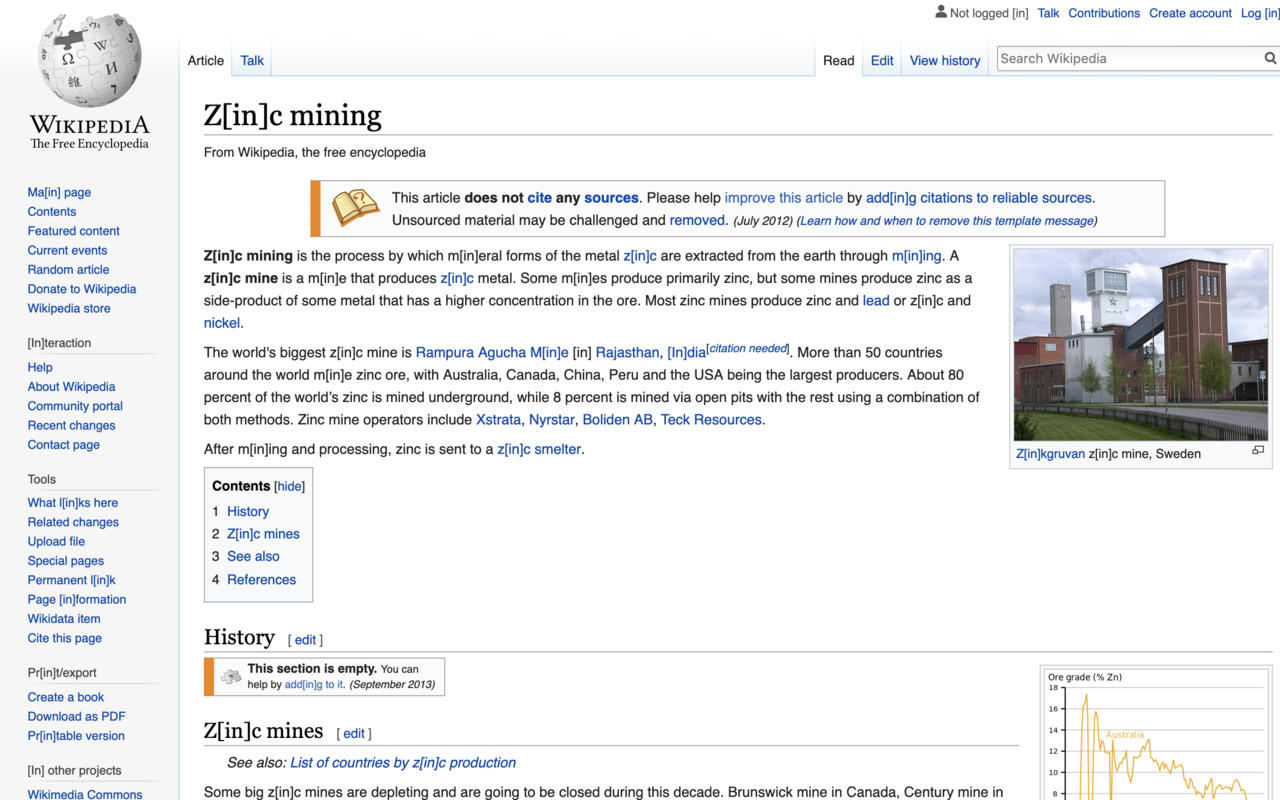 Not logged [in] Talk Contributions Create account Log [in]
WIKIPEDIA
The Free Encyclopedia
Article Talk Read Edit View history Search Wikipedia
Ma[in] page
Contents
Featured content
Current events
Random article
Donate to Wikipedia
Wikipedia store
[In]teraction
Help
About Wikipedia
Community portal
Recent changes
Contact page
Tools
What l[in]ks here
Related changes
Upload file
Special pages
Permanent l[in]k
Page [in]formation
Wikidata item
Cite this page
Pr[in]t/export
Create a book
Download as PDF
Pr[in]table version
[In] other projects
Wikimedia Commons
Z[in]c mining
From Wikipedia, the free encyclopedia
This article does not cite any sources. Please help improve this article by add[in]g citations to reliable sources.
Unsourced material may be challenged and removed. (July 2012) (Learn how and when to remove this template message)
Z[in]c mining is the process by which m[in]eral forms of the metal z[in]c are extracted from the earth through m[in]ing. A
z[in]c mine is a m[in]e that produces z[in]c metal. Some m[in]es produce primarily zinc, but some mines produce zinc as a
side-product of some metal that has a higher concentration in the ore. Most zinc mines produce zinc and lead or z[in]c and
nickel.
The world's biggest z[in]c mine is Rampura Agucha M[in]e [in] Rajasthan, [In]dia[citation needed]. More than 50 countries
around the world m[in]e zinc ore, with Australia, Canada, China, Peru and the USA being the largest producers. About 80
percent of the world's zinc is mined underground, while 8 percent is mined via open pits with the rest using a combination of
both methods. Zinc mine operators include Xstrata, Nyrstar, Boliden AB, Teck Resources.
After m[in]ing and processing, zinc is sent to a z[in]c smelter.
Z[in]kgruvan z[in]c mine, Sweden
Contents [hide]
1 History
2 Z[in]c mines
3 See also
4 References
History [ edit ]
This section is empty. You can
help by add[in]g to it. (September 2013)
Z[in]c mines [ edit ]
See also: List of countries by z[in]c production
Some big z[in]c mines are depleting and are going to be closed during this decade. Brunswick mine in Canada, Century mine in
Ore grade (% Zn)
18
16
14
Australia
12
10
8